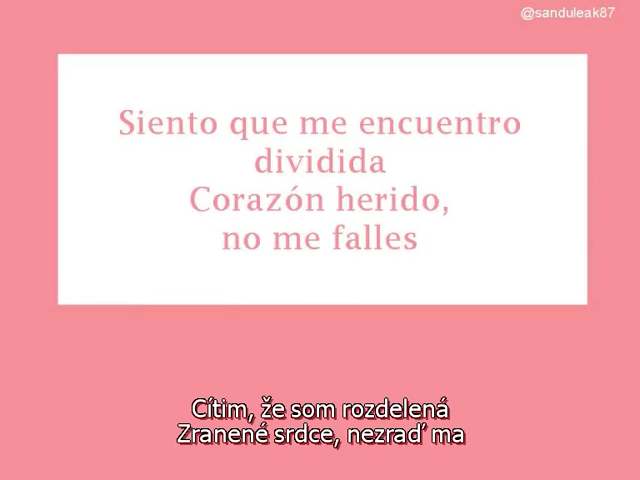 @sanduleak87
Siento que me encuentro
dividida
Corazón herido,
no me falles
Cítim, že som rozdelená
Zranené srdce, nezraď ma